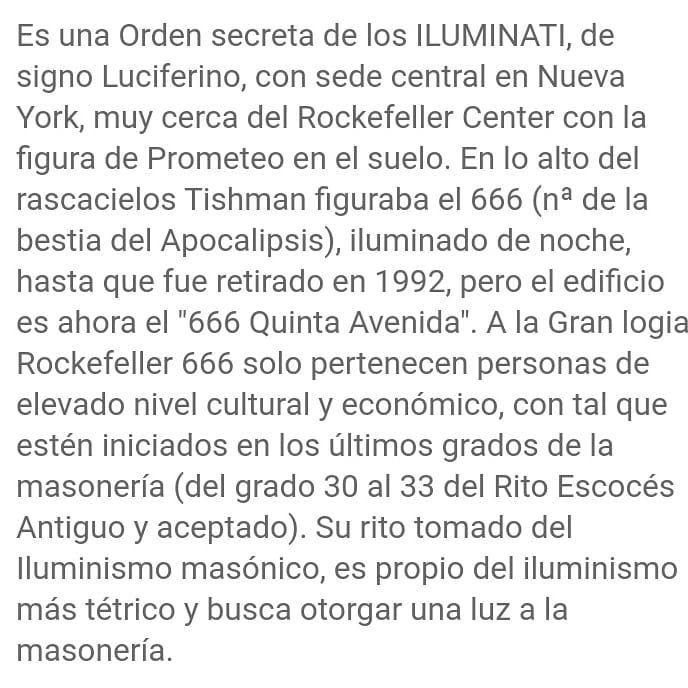 Es una Orden secreta de los ILUMINATI, de
signo Luciferino, con sede central en Nueva
York, muy cerca del Rockefeller Center con la
figura de Prometeo en el suelo. En lo alto del
rascacielos Tishman figuraba el 666 (nª de la
bestia del Apocalipsis), iluminado de noche,
hasta que fue retirado en 1992, pero el edificio
es ahora el "666 Quinta Avenida". A la Gran logia
Rockefeller 666 solo pertenecen personas de
elevado nivel cultural y económico, con tal que
estén iniciados en los últimos grados de la
masonería (del grado 30 al 33 del Rito Escocés
Antiguo y aceptado). Su rito tomado del
Iluminismo masónico, es propio del iluminismo
más tétrico y busca otorgar una luz a la
masonería.